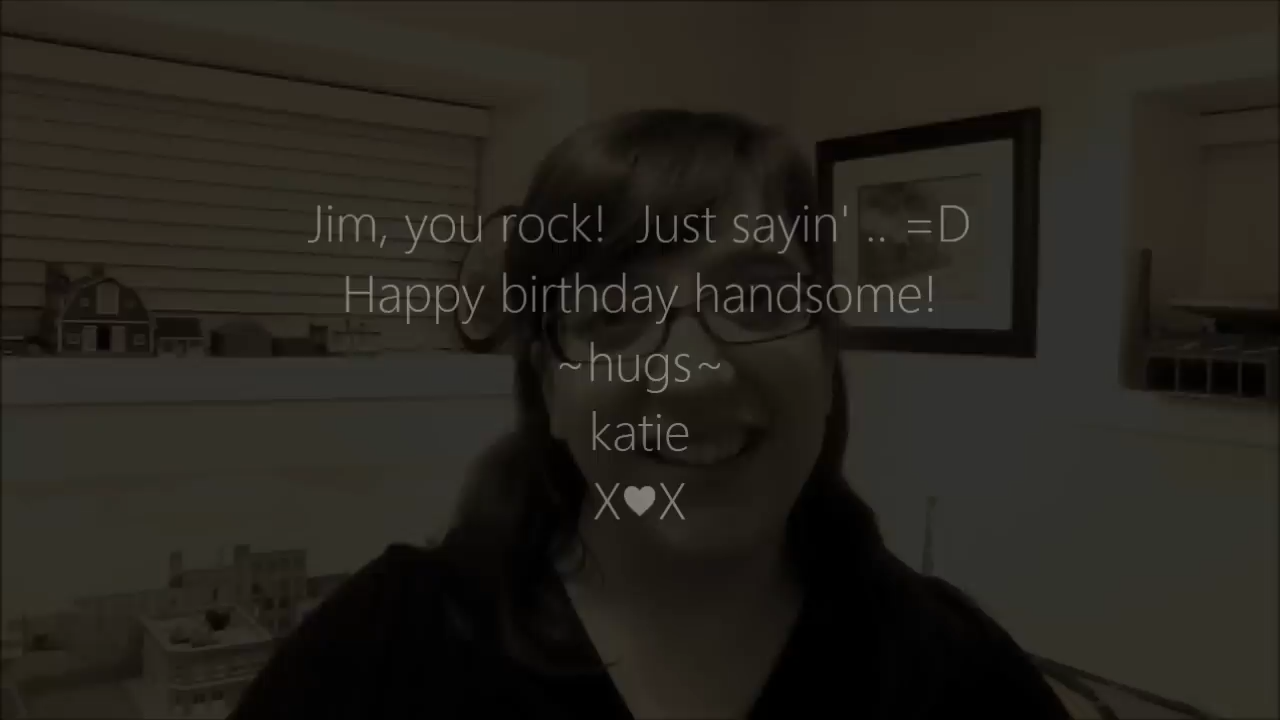 Jim, you rock!  Just sayin' .. =D
Happy birthday handsome!
~hugs~
katie
X♥X